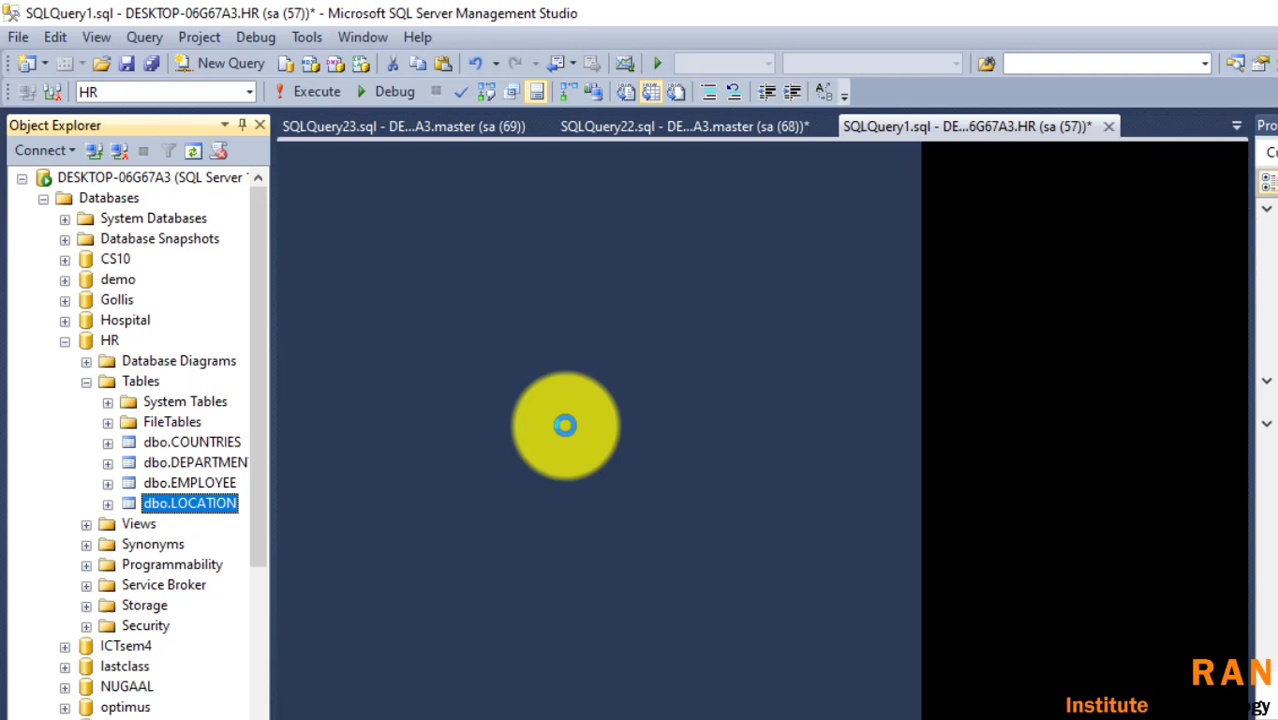 SQLQuery1.sql - DESKTOP-06G67A3.HR (sa (57))* - Microsoft SQL Server Management Studio
File Edit View Query Project Debug Tools Window Help
New Query
HR Execute Debug
Object Explorer SQLQuery23.sql - DE...A3.master (sa (69)) SQLQuery22.sql - DE...A3.master (sa (68))* SQLQuery1.sql - DE...6G67A3.HR (sa (57))* Pro
Connect
DESKTOP-06G67A3 (SQL Server
Databases
System Databases
Database Snapshots
CS10
demo
Gollis
Hospital
HR
Database Diagrams
Tables
System Tables
FileTables
dbo.COUNTRIES
dbo.DEPARTMEN
dbo.EMPLOYEE
dbo.LOCATION
Views
Synonyms
Programmability
Service Broker
Storage
Security
ICTsem4
lastclass
NUGAAL
optimus
RAN
Institute